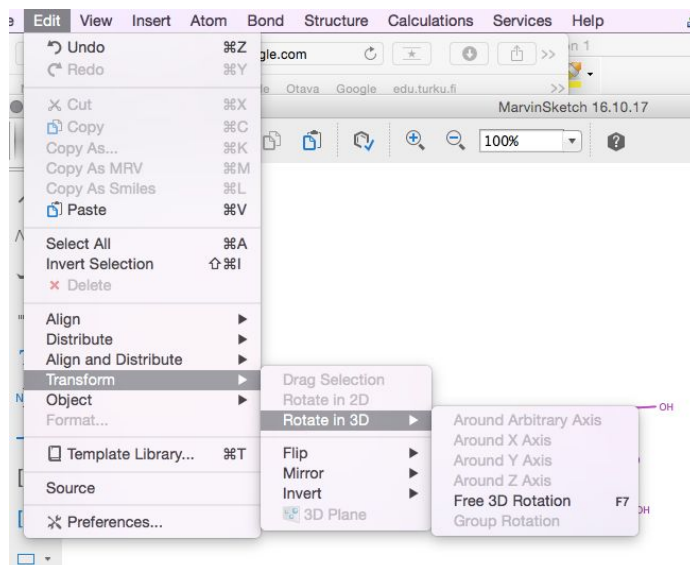 Edit View Insert Atom Bond Structure Calculations Services Help
Undo ⌘Z
Redo ⌘Y
Cut ⌘X
Copy ⌘C
Copy As... ⌘K
Copy As MRV ⌘M
Copy As Smiles ⌘L
Paste ⌘V
Select All ⌘A
Invert Selection ⇧⌘I
Delete
Align
Distribute
Align and Distribute
Transform
Object
Format...
Template Library... ⌘T
Source
Preferences...
Drag Selection
Rotate in 2D
Rotate in 3D
Flip
Mirror
Invert
3D Plane
Around Arbitrary Axis
Around X Axis
Around Y Axis
Around Z Axis
Free 3D Rotation F7
Group Rotation
gle.com
Otava Google edu.turku.fi
MarvinSketch 16.10.17
100%
OH
OH